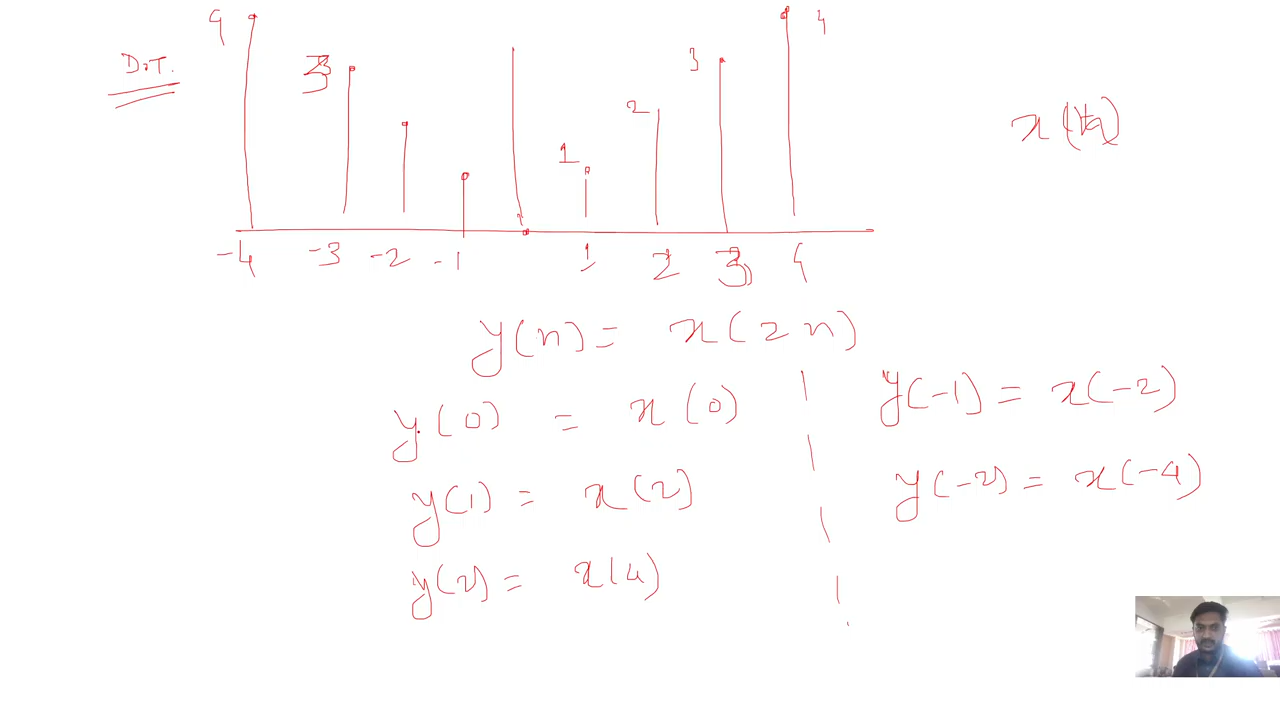 4 4
D.T. 3 3
2
1
-4 -3 -2 -1 1 2 3 4
y(n) = x(2n)
y(0) = x(0)
y(1) = x(2)
y(2) = x(4)
y(-1) = x(-2)
y(-2) = x(-4)